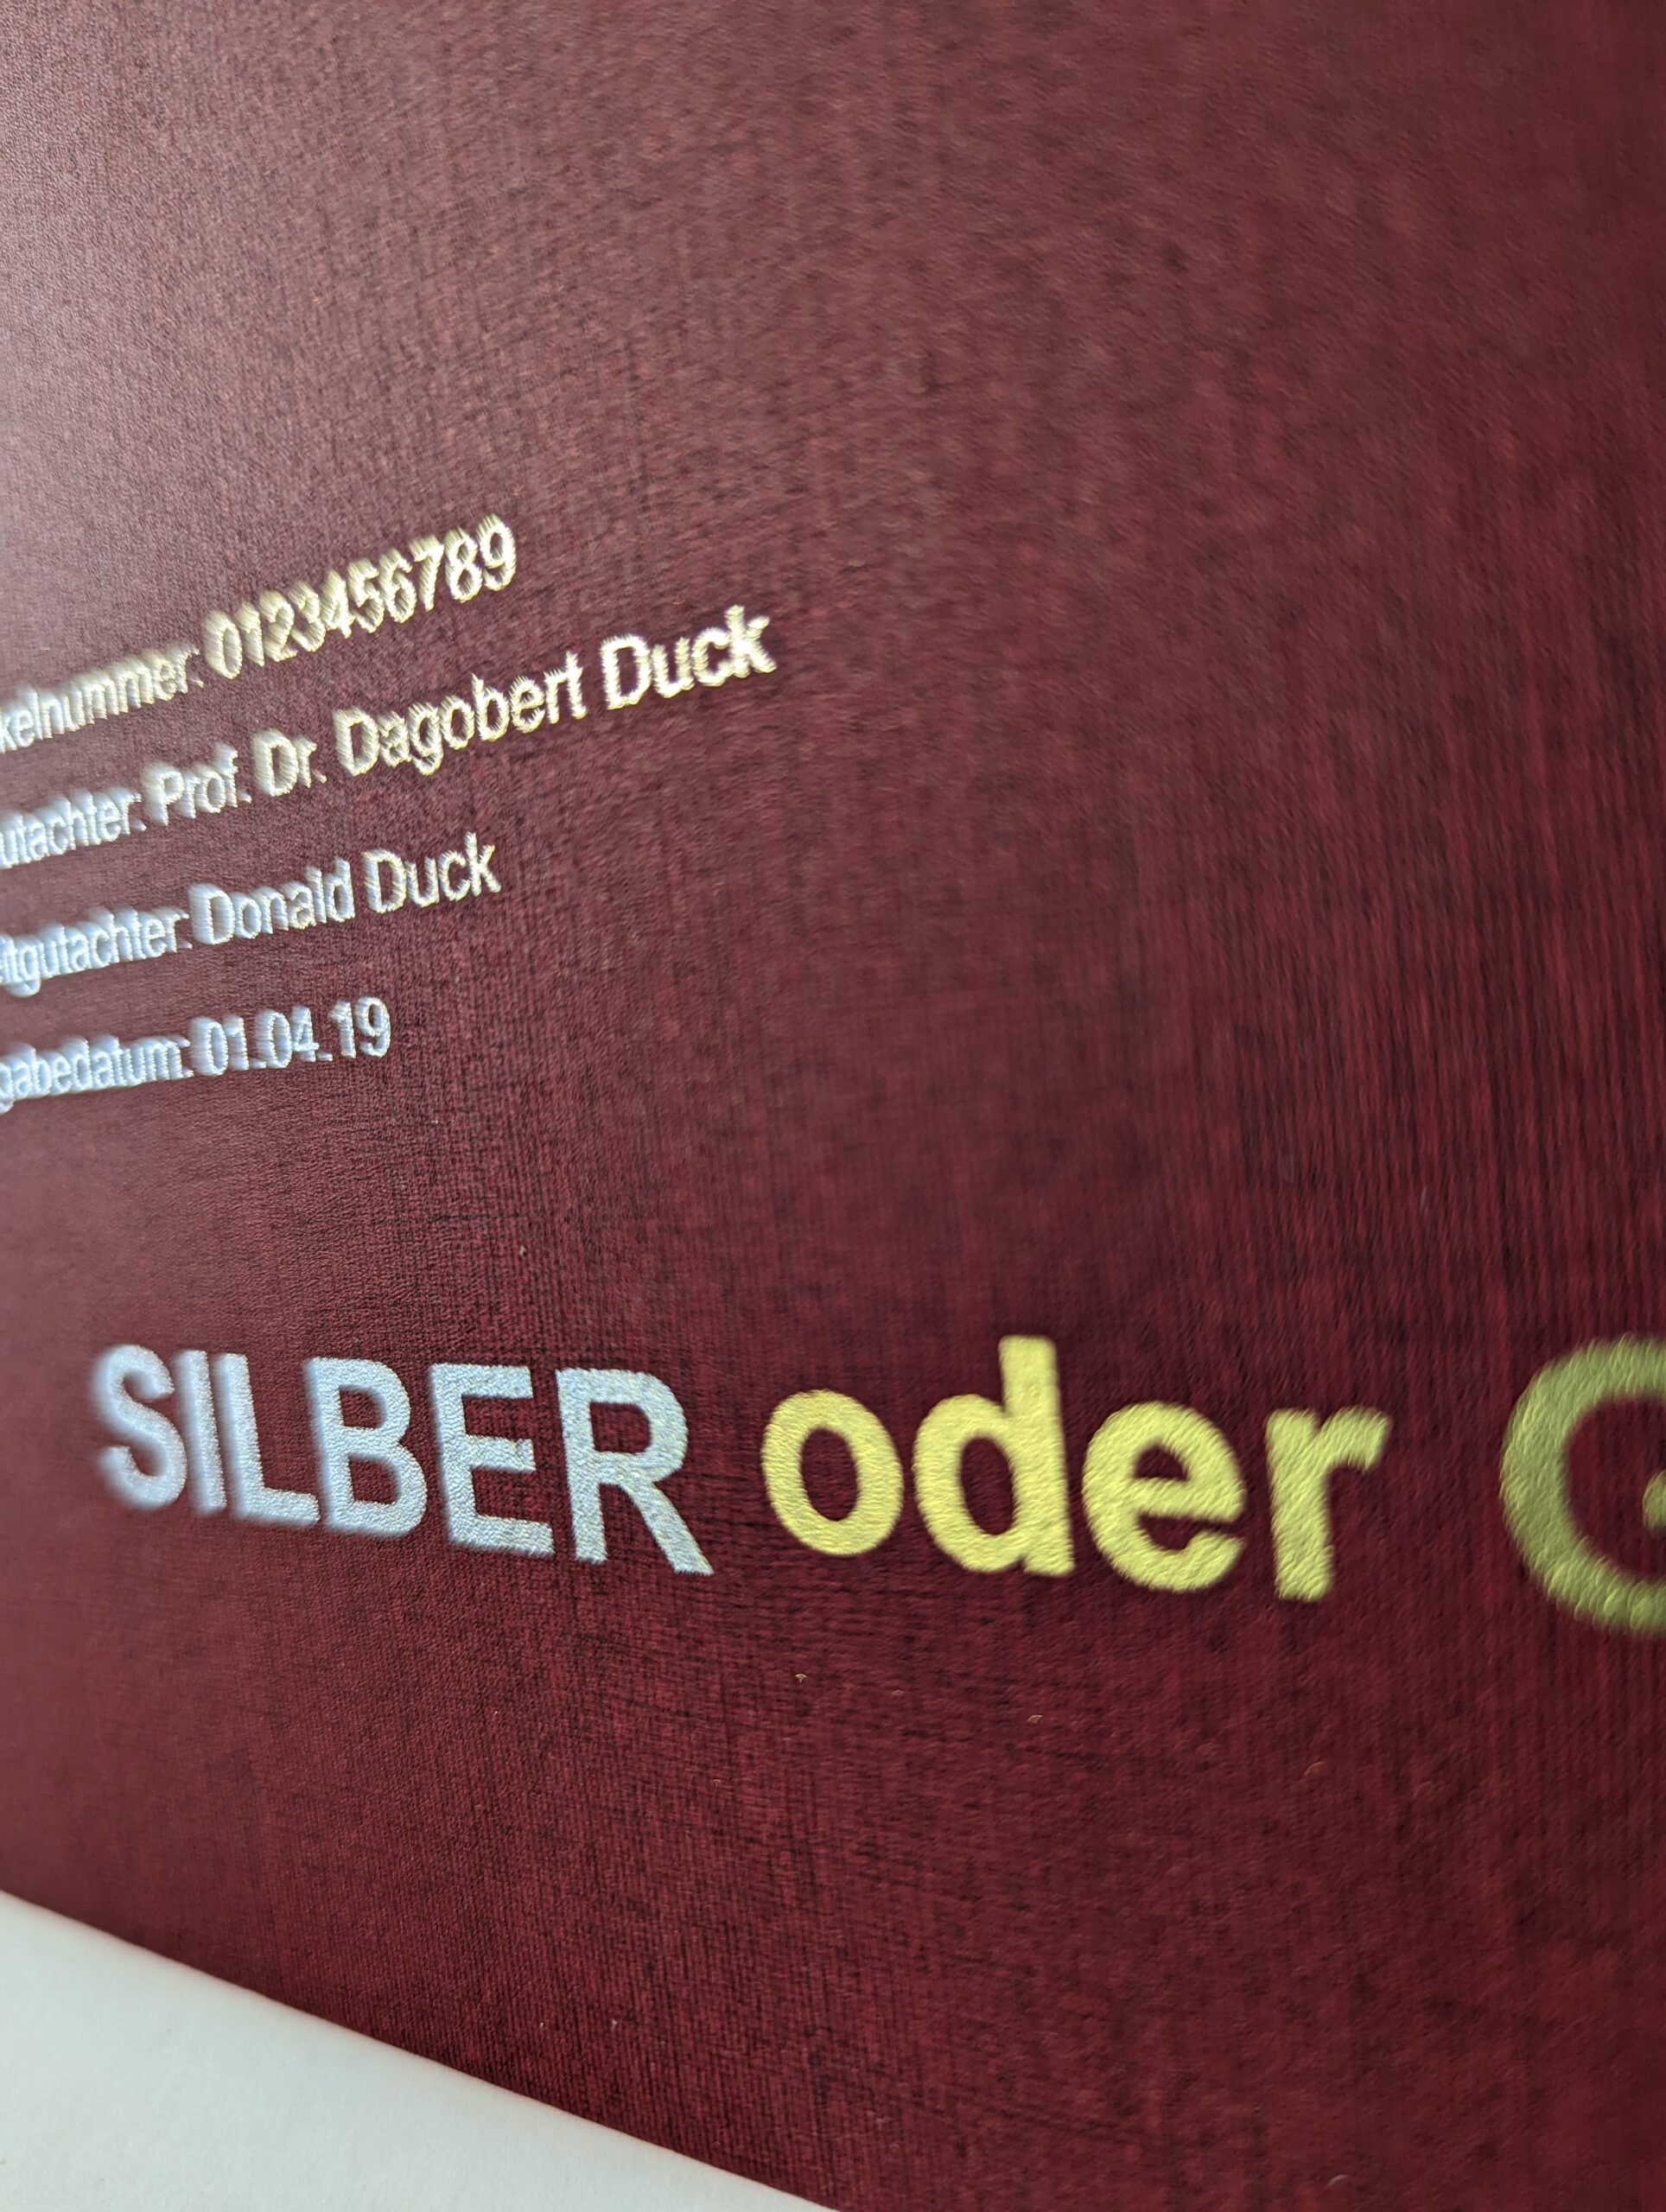 kelnummer: 0123456789
utachter: Prof. Dr. Dagobert Duck
itgutachter: Donald Duck
gabedatum: 01.04.19
SILBER oder G